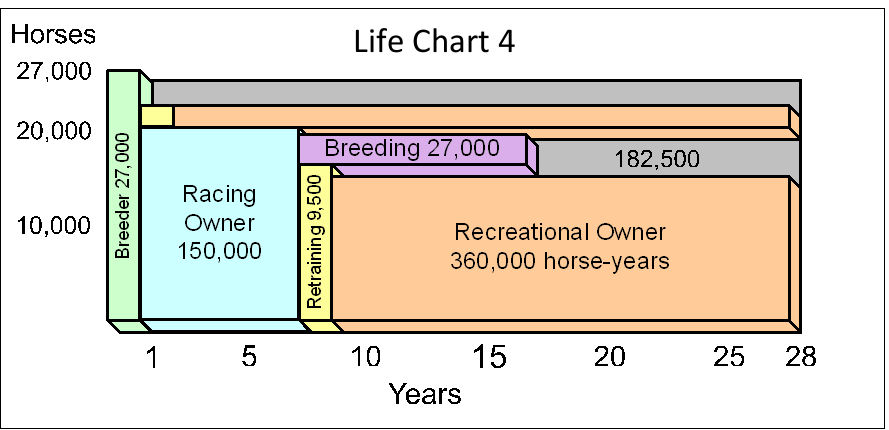 Horses
Life Chart 4
27,000
20,000
10,000
Breeder 27,000
Racing
Owner
150,000
Breeding 27,000
182,500
Retraining 9,500
Recreational Owner
360,000 horse-years
1 5 10 15 20 25 28
Years